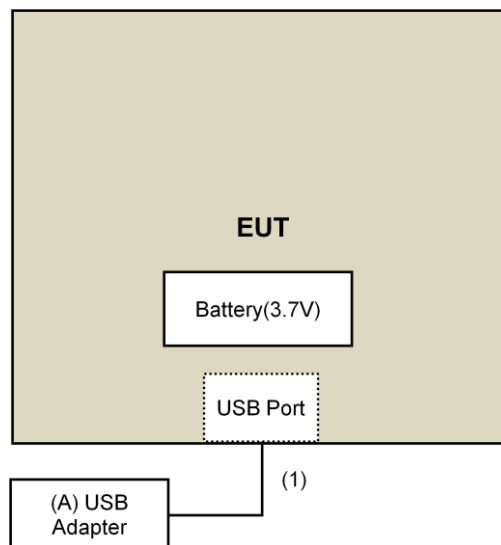 EUT
Battery(3.7V)
USB Port
(1)
(A) USB
Adapter